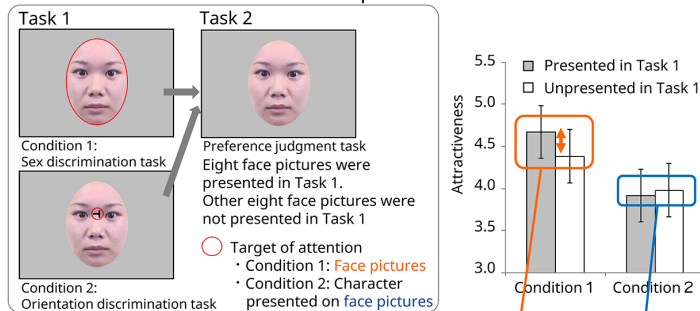 Task 1
Task 2
Condition 1:
Sex discrimination task
Preference judgment task
Eight face pictures were
presented in Task 1.
Other eight face pictures were
not presented in Task 1
Condition 2:
Orientation discrimination task
Target of attention
・Condition 1: Face pictures
・Condition 2: Character
presented on face pictures
Attractiveness
5.5
5.0
4.5
4.0
3.5
3.0
Presented in Task 1
Unpresented in Task 1
Condition 1
Condition 2